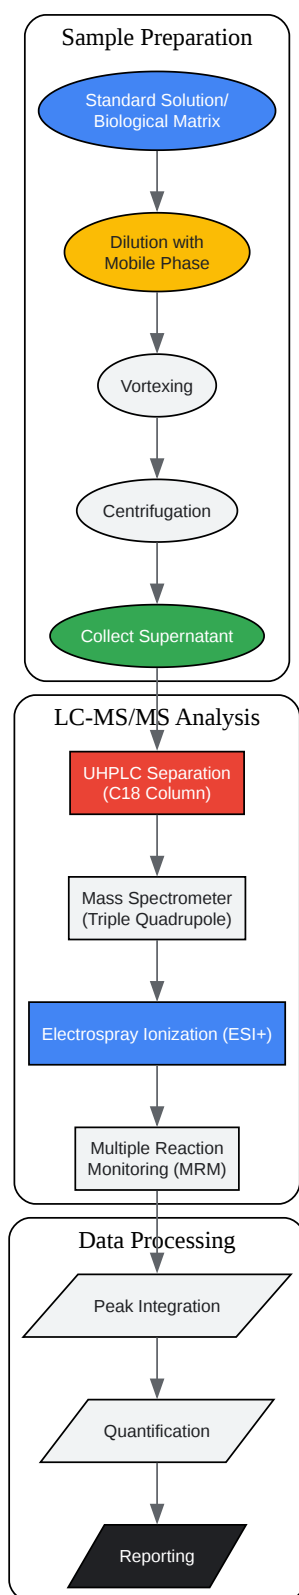 Sample Preparation
Standard Solution/
Biological Matrix
Dilution with
Mobile Phase
Vortexing
Centrifugation
Collect Supernatant
LC-MS/MS Analysis
UHPLC Separation
(C18 Column)
Mass Spectrometer
(Triple Quadrupole)
Electrospray Ionization (ESI+)
Multiple Reaction
Monitoring (MRM)
Data Processing
Peak Integration
Quantification
Reporting